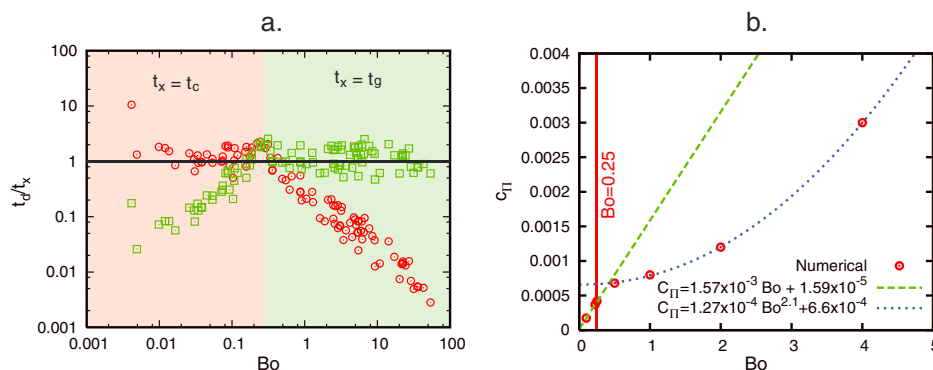 a.
100
10
1
0.1
0.01
0.001
t_d/t_x
t_x = t_c
t_x = t_g
0.001 0.01 0.1 1 10 100
Bo
b.
0.004
0.0035
0.003
0.0025
0.002
0.0015
0.001
0.0005
0
c_Π
Bo=0.25
Numerical
C_Π=1.57x10^-3 Bo + 1.59x10^-5
C_Π=1.27x10^-4 Bo^2.1+6.6x10^-4
0 1 2 3 4 5
Bo